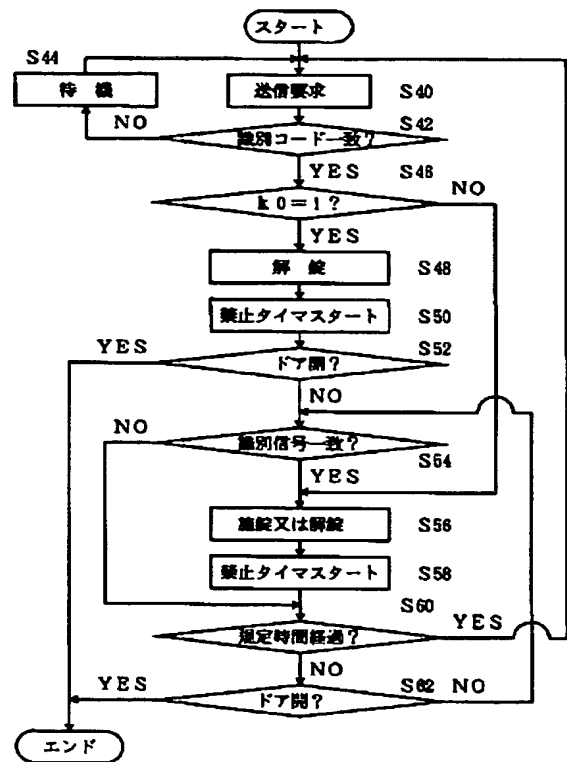 スタート
S44
待 機
送信要求
S40
NO
識別コード一致?
S42
YES
S46
k0=1?
NO
YES
解 錠
S48
禁止タイマスタート
S50
YES
ドア開?
S52
NO
NO
識別信号一致?
S54
YES
施錠又は解錠
S56
禁止タイマスタート
S58
S60
規定時間経過?
YES
NO
YES
ドア開?
S62
NO
エンド